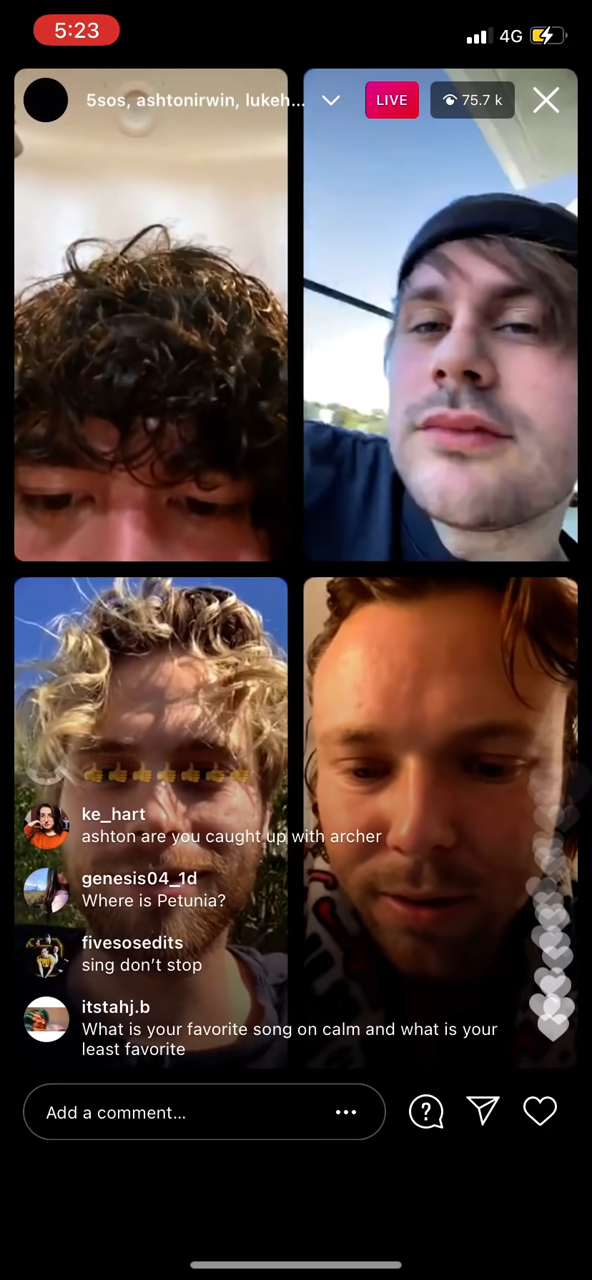 5:23
4G
5sos, ashtonirwin, lukeh...
LIVE
75.7 k
👍👍👍👍👍👍👍
ke_hart
ashton are you caught up with archer
genesis04_1d
Where is Petunia?
fivesosedits
sing don't stop
itstahj.b
What is your favorite song on calm and what is your
least favorite
Add a comment...